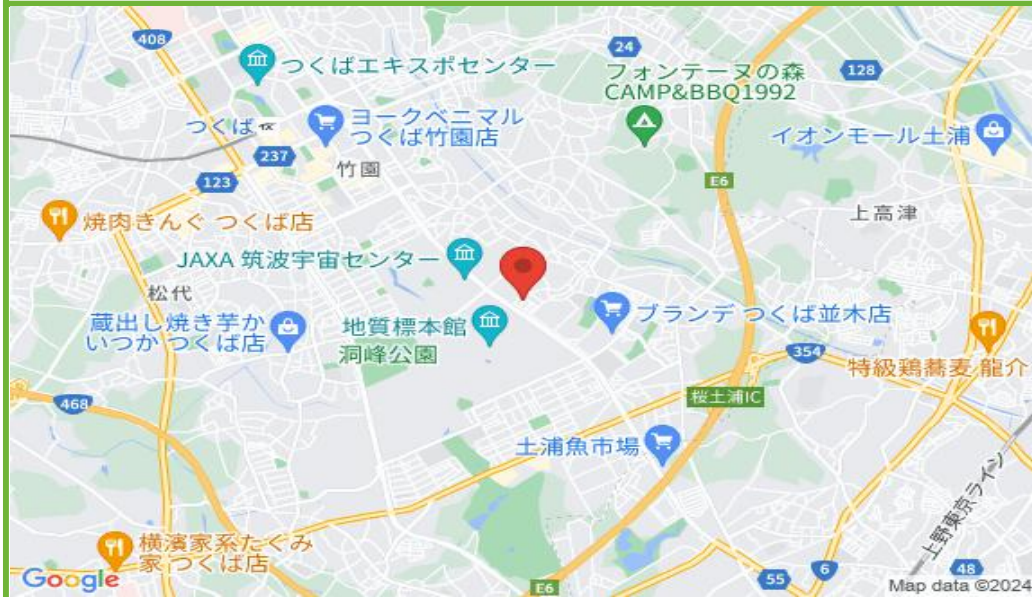 408
24
つくばエキスポセンター
フォンテーヌの森
CAMP&BBQ1992
128
ヨークベニマル
つくば竹園店
つくば
イオンモール土浦
237
竹園
123
E6
上高津
焼肉きんぐ つくば店
JAXA 筑波宇宙センター
松代
ブランデ つくば並木店
蔵出し焼き芋か
いつか つくば店
地質標本館
洞峰公園
354
特級鶏蕎麦 龍介
468
桜土浦IC
土浦魚市場
上野東京ライン
横濱家系たくみ
家 つくば店
Google
E6
55
6
48
Map data ©2024